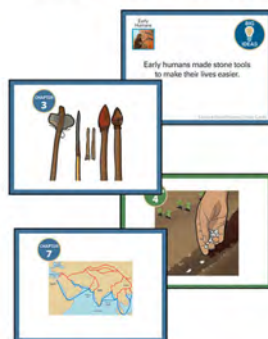 Early
Humans
BIG
IDEAS
Early humans made stone tools
to make their lives easier.
CHAPTER
3
4
CHAPTER
7